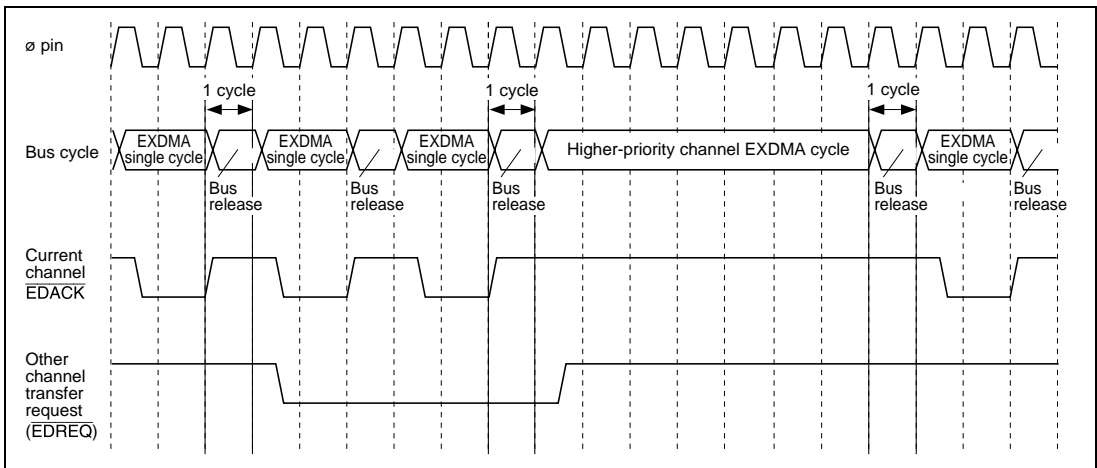 ø pin
1 cycle
1 cycle
1 cycle
Bus cycle
EXDMA
single cycle
EXDMA
single cycle
EXDMA
single cycle
Higher-priority channel EXDMA cycle
EXDMA
single cycle
Bus
release
Bus
release
Bus
release
Bus
release
Bus
release
Current
channel
EDACK
Other
channel
transfer
request
(EDREQ)